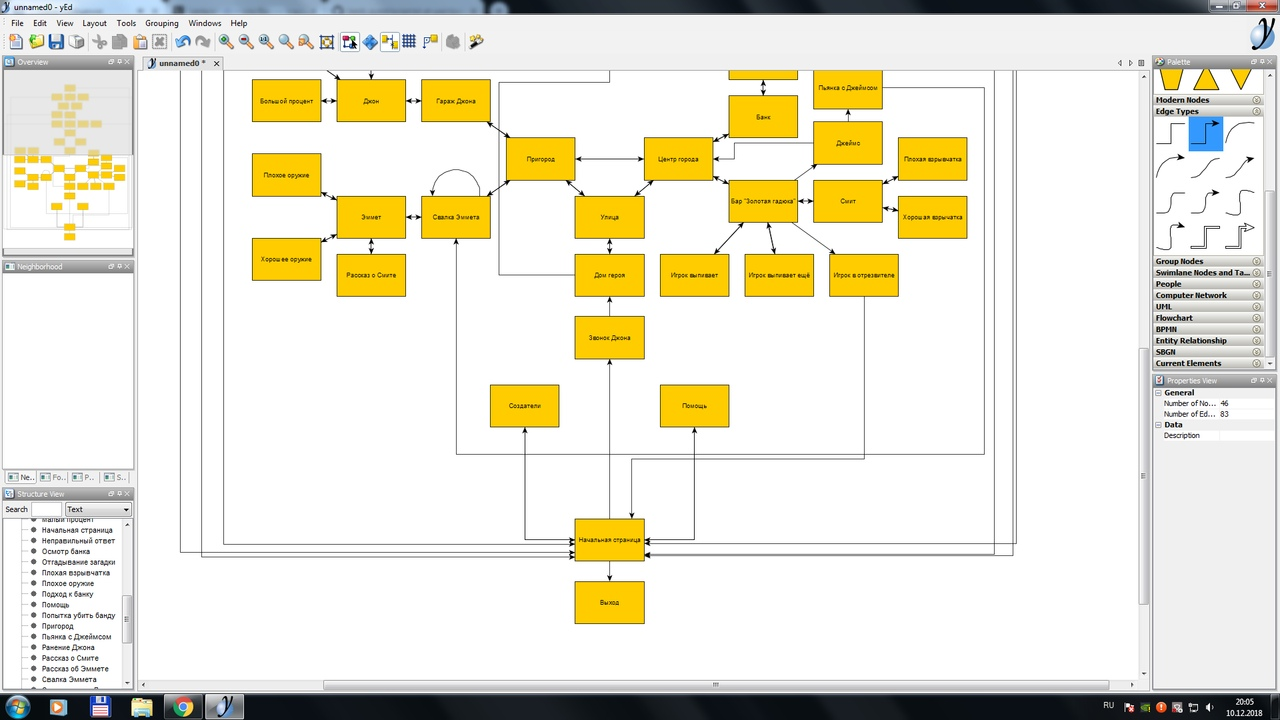 unnamed0 - yEd
File Edit View Layout Tools Grouping Windows Help
Overview
unnamed0 *
Palette
Modern Nodes
Edge Types
Group Nodes
Swimlane Nodes and Ta...
People
Computer Network
UML
Flowchart
BPMN
Entity Relationship
SBGN
Current Elements
Properties View
General
Number of No... 46
Number of Ed... 83
Data
Description
Neighborhood
Ne.. Fo.. P.. S..
Structure View
Search Text
Малый процент
Начальная страница
Неправильный ответ
Осмотр банка
Отгадывание загадки
Плохая взрывчатка
Плохое оружие
Подход к банку
Помощь
Попытка убить банду
Пригород
Пьянка с Джеймсом
Ранение Джона
Рассказ о Смите
Рассказ об Эммете
Свалка Эммета
Большой процент
Джон
Гараж Джона
Банк
Пьянка с Джеймсом
Пригород
Центр города
Джеймс
Плохая взрывчатка
Плохое оружие
Эммет
Свалка Эммета
Улица
Бар "Золотая гадюка"
Смит
Хорошая взрычатка
Хорошее оружие
Рассказ о Смите
Дом героя
Игрок выпивает
Игрок выпивает ещё
Игрок в отрезвителе
Звонок Джона
Создатели
Помощь
Начальная страница
Выход
RU
20:05
10.12.2018